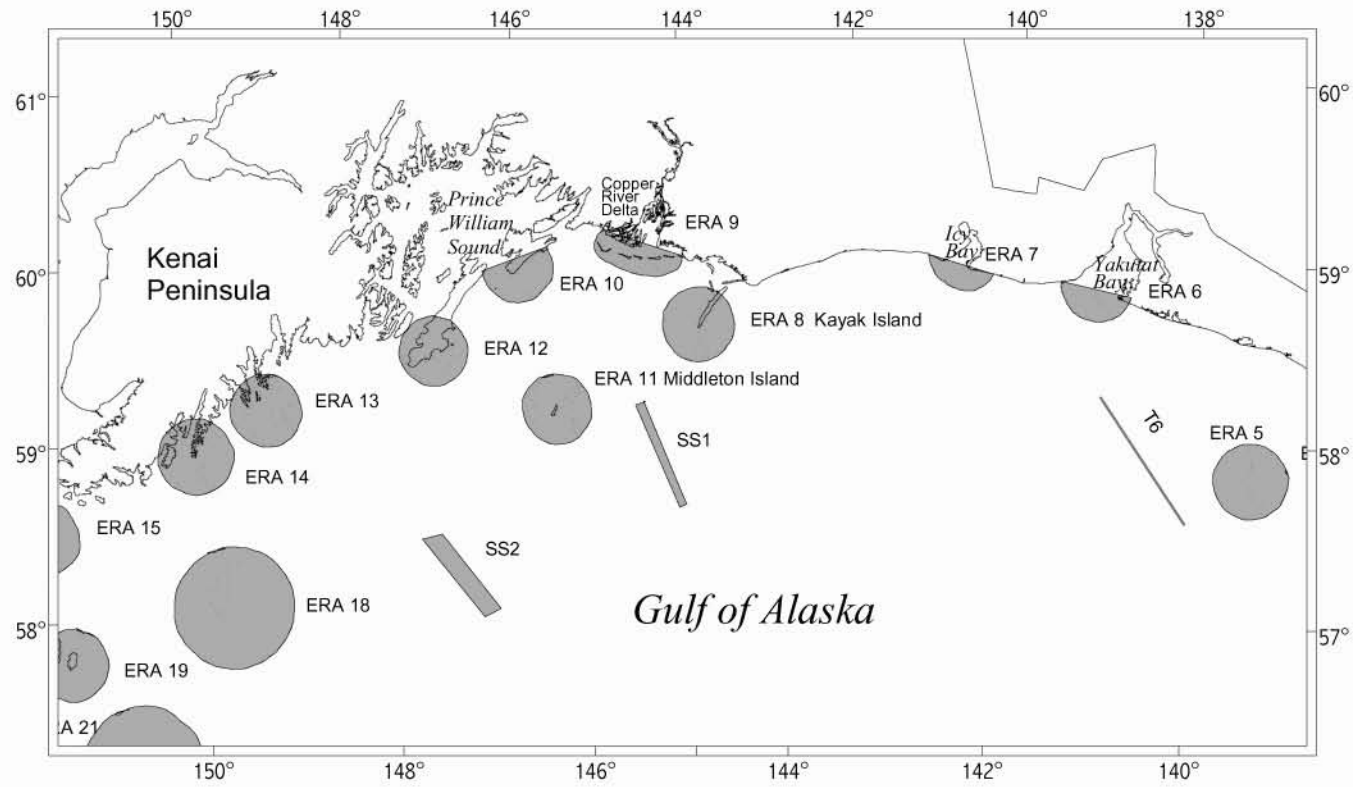 150°
148°
146°
144°
142°
140°
138°
61°
60°
Copper
River
Delta
Prince
William
Sound
ERA 9
Icy
Bay
ERA 7
Kenai
Peninsula
60°
59°
Yakutat
Bay
ERA 6
ERA 10
ERA 8 Kayak Island
ERA 12
ERA 11 Middleton Island
ERA 13
T6
ERA 5
E
59°
58°
SS1
ERA 14
ERA 15
SS2
ERA 18
Gulf of Alaska
58°
57°
ERA 19
RA 21
150°
148°
146°
144°
142°
140°